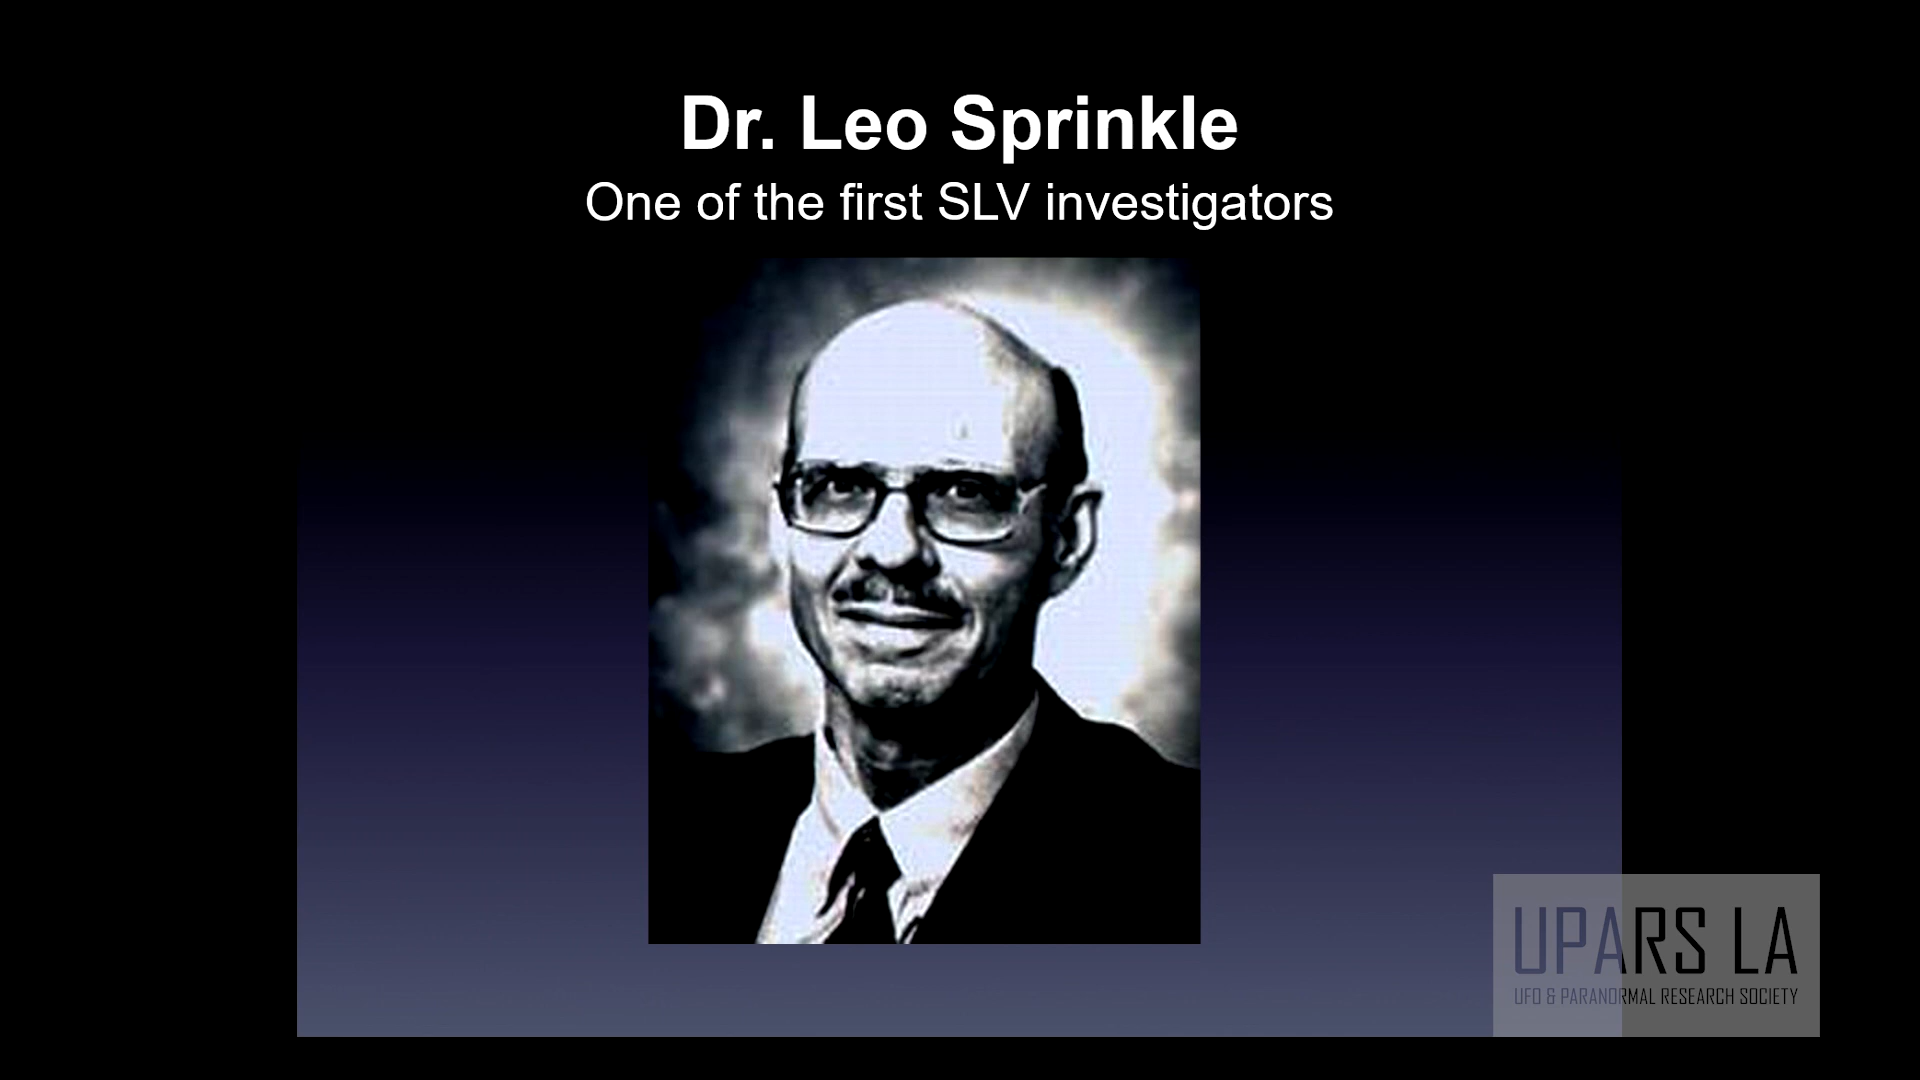 Dr. Leo Sprinkle
One of the first SLV investigators
UPARS LA
UFO & PARANORMAL RESEARCH SOCIETY